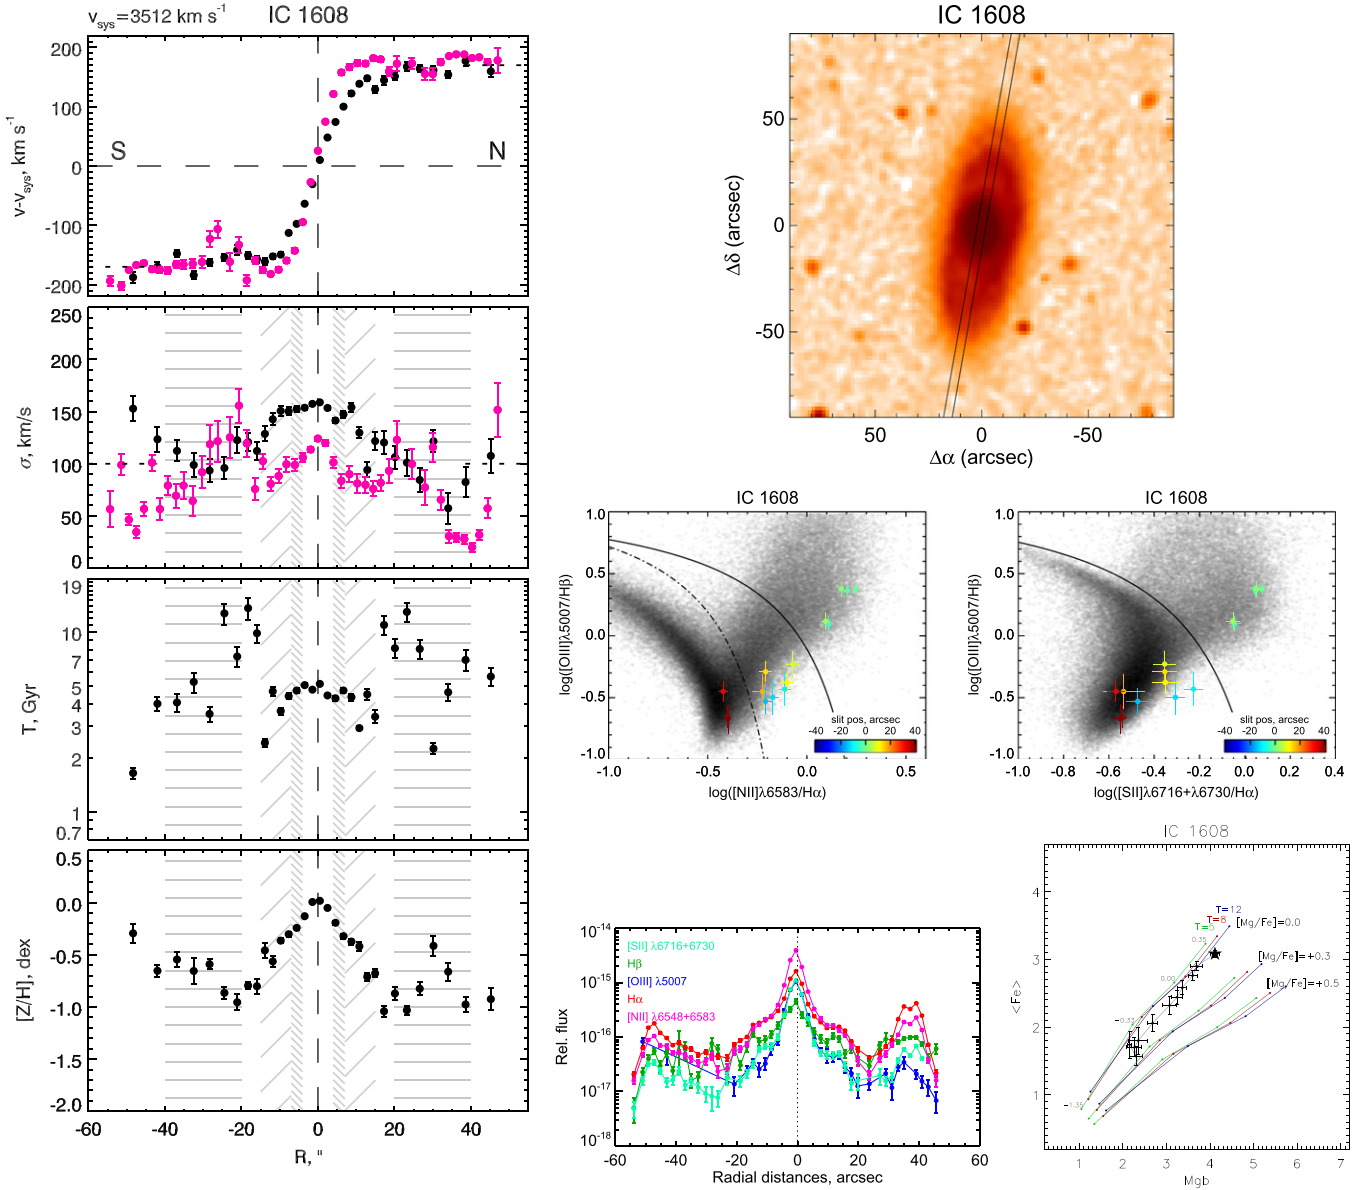 v_sys=3512 km s⁻¹ IC 1608
200
100
0
-100
-200
v-v_sys, km s⁻¹
S
N
250
200
150
100
50
0
σ, km/s
19
10
7
5
4
3
2
1
0.7
T, Gyr
0.5
0.0
-0.5
-1.0
-1.5
-2.0
[Z/H], dex
-60 -40 -20 0 20 40
R, "
IC 1608
50
0
-50
Δδ (arcsec)
50 0 -50
Δα (arcsec)
IC 1608
1.0
0.5
0.0
-0.5
-1.0
log([OIII]λ5007/Hβ)
slit pos, arcsec
-40 -20 0 20 40
-1.0 -0.5 0.0 0.5
log([NII]λ6583/Hα)
IC 1608
1.0
0.5
0.0
-0.5
-1.0
log([OIII]λ5007/Hβ)
slit pos, arcsec
-40 -20 0 20 40
-1.0 -0.8 -0.6 -0.4 -0.2 0.0 0.2 0.4
log([SII]λ6716+λ6730/Hα)
10⁻¹⁴
10⁻¹⁵
10⁻¹⁶
10⁻¹⁷
10⁻¹⁸
Rel. flux
[SII] λ6716+6730
Hβ
[OIII] λ5007
Hα
[NII] λ6548+6583
-60 -40 -20 0 20 40 60
Radial distances, arcsec
IC 1608
4
3
2
1
<Fe>
T=12
T=8
T=5
[Mg/Fe]=0.0
0.35
[Mg/Fe]=+0.3
0.00
[Mg/Fe]=+0.5
-0.33
-1.35
1 2 3 4 5 6 7
Mgb